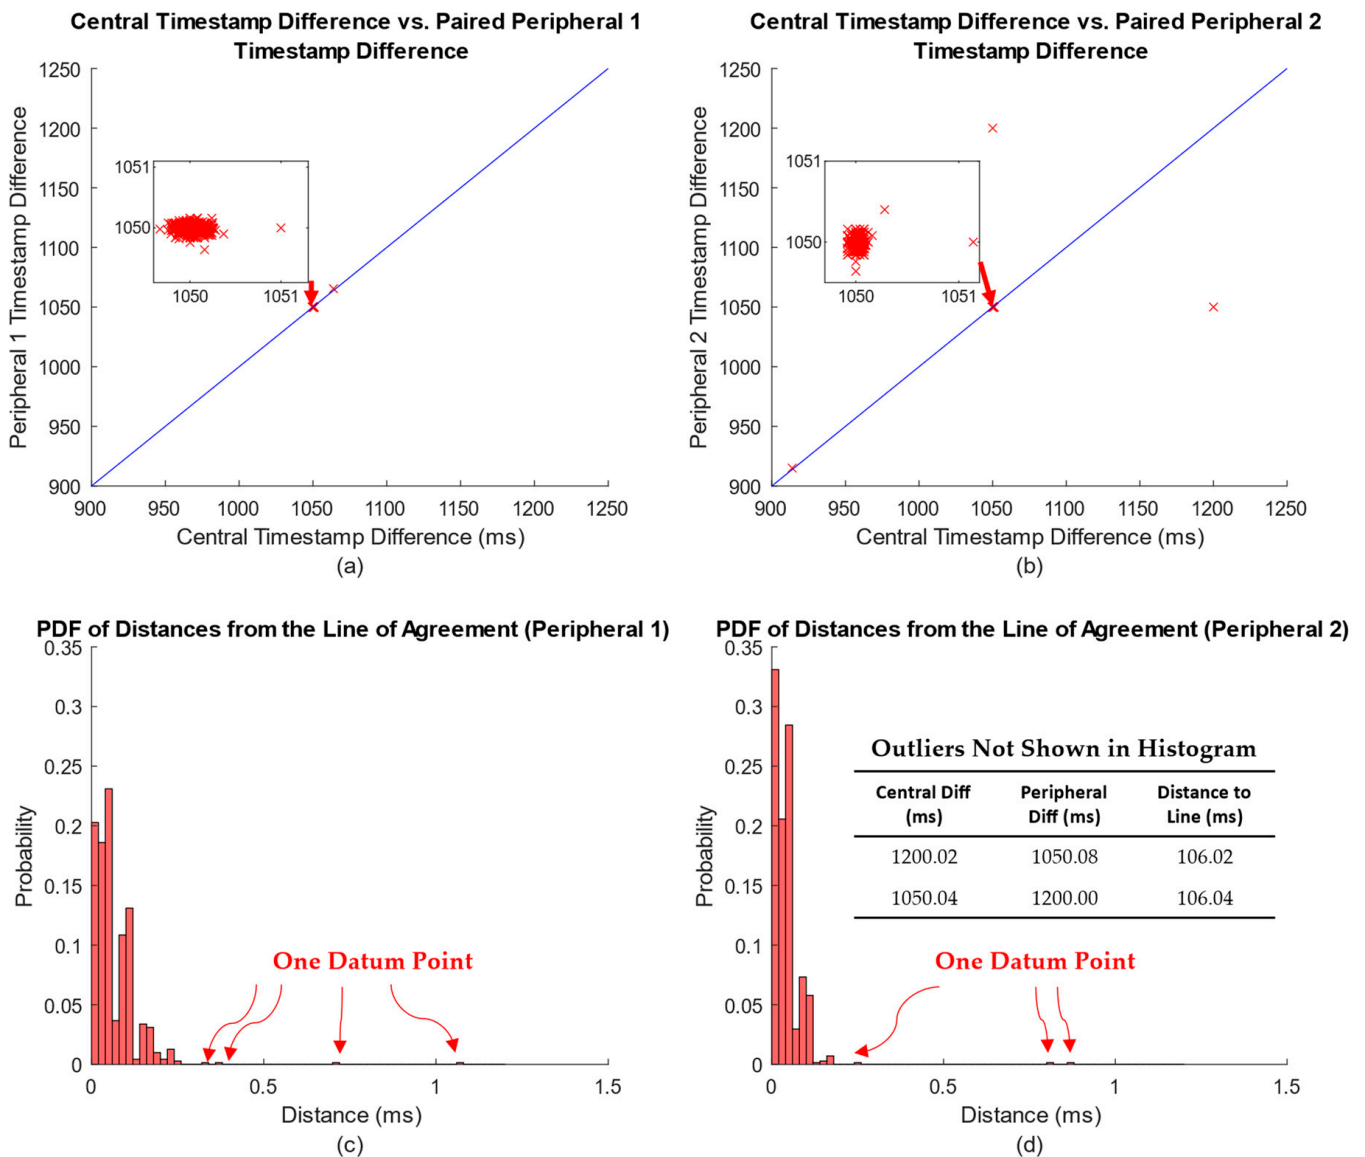 Central Timestamp Difference vs. Paired Peripheral 1
Timestamp Difference
Peripheral 1 Timestamp Difference
1250
1200
1150
1100
1050
1000
950
900
1051
1050
1050 1051
900 950 1000 1050 1100 1150 1200 1250
Central Timestamp Difference (ms)
(a)
Central Timestamp Difference vs. Paired Peripheral 2
Timestamp Difference
Peripheral 2 Timestamp Difference
1250
1200
1150
1100
1050
1000
950
900
1051
1050
1050 1051
900 950 1000 1050 1100 1150 1200 1250
Central Timestamp Difference (ms)
(b)
PDF of Distances from the Line of Agreement (Peripheral 1)
Probability
0.35
0.3
0.25
0.2
0.15
0.1
0.05
0
One Datum Point
0 0.5 1 1.5
Distance (ms)
(c)
PDF of Distances from the Line of Agreement (Peripheral 2)
Probability
0.35
0.3
0.25
0.2
0.15
0.1
0.05
0
Outliers Not Shown in Histogram
Central Diff Peripheral Distance to
(ms) Diff (ms) Line (ms)
1200.02 1050.08 106.02
1050.04 1200.00 106.04
One Datum Point
0 0.5 1 1.5
Distance (ms)
(d)